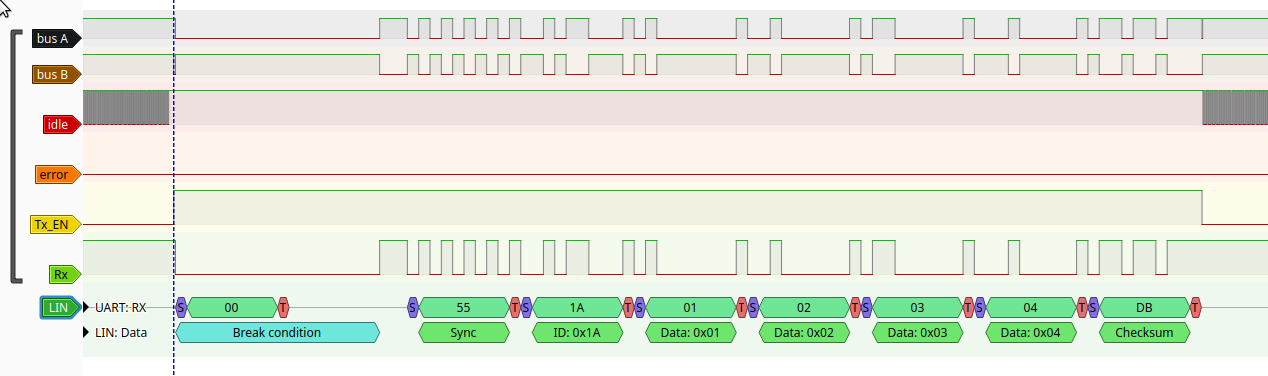 bus A
bus B
idle
error
Tx_EN
Rx
LIN UART: RX S 00 T S 55 T S 1A T S 01 T S 02 T S 03 T S 04 T S DB T
LIN: Data Break condition Sync ID: 0x1A Data: 0x01 Data: 0x02 Data: 0x03 Data: 0x04 Checksum